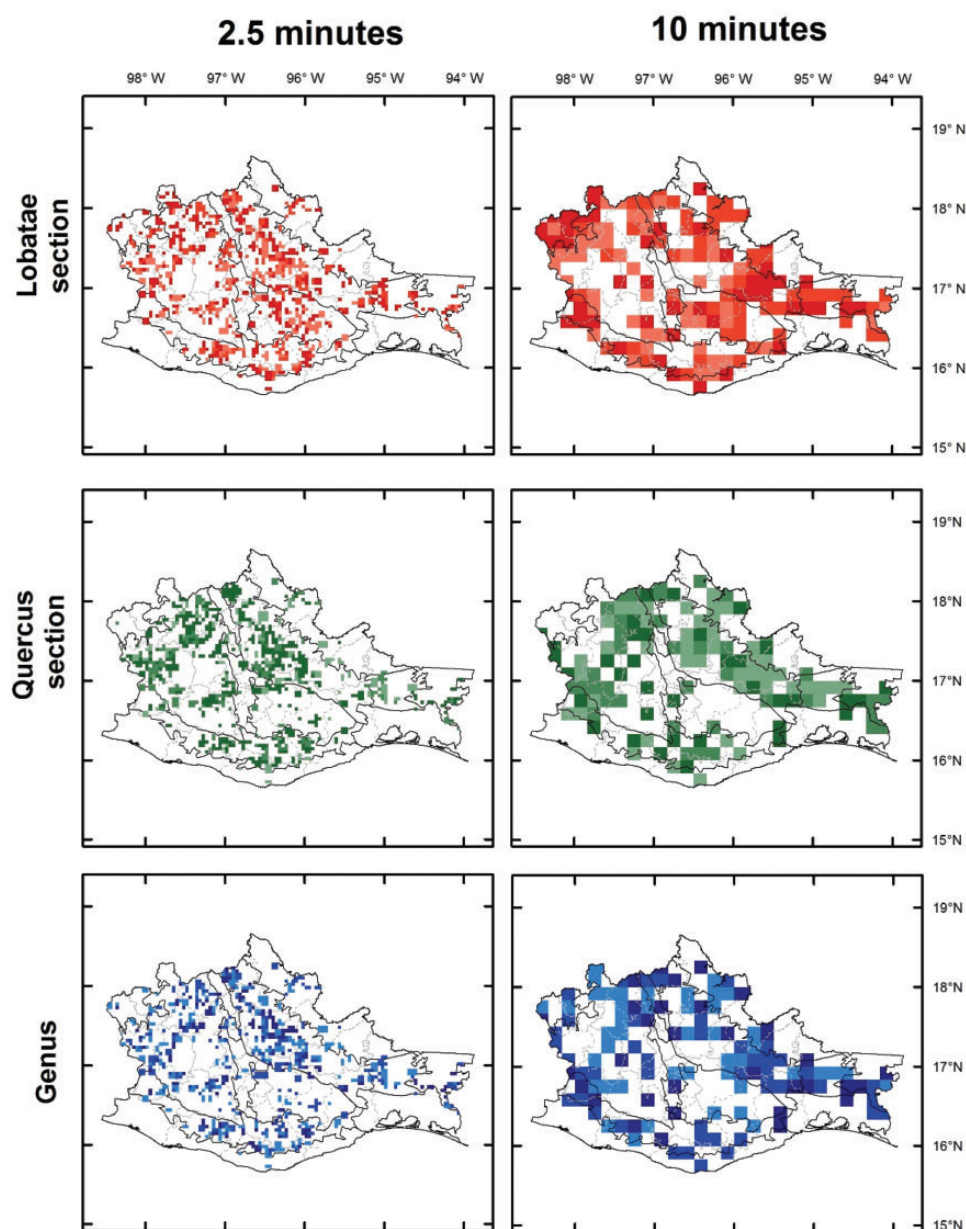 2.5 minutes
10 minutes
98° W 97° W 96° W 95° W 94° W
98° W 97° W 96° W 95° W 94° W
Lobatae
section
19° N
18° N
17° N
16° N
15° N
Quercus
section
19° N
18° N
17° N
16° N
15° N
Genus
19°N
18°N
17°N
16°N
15°N